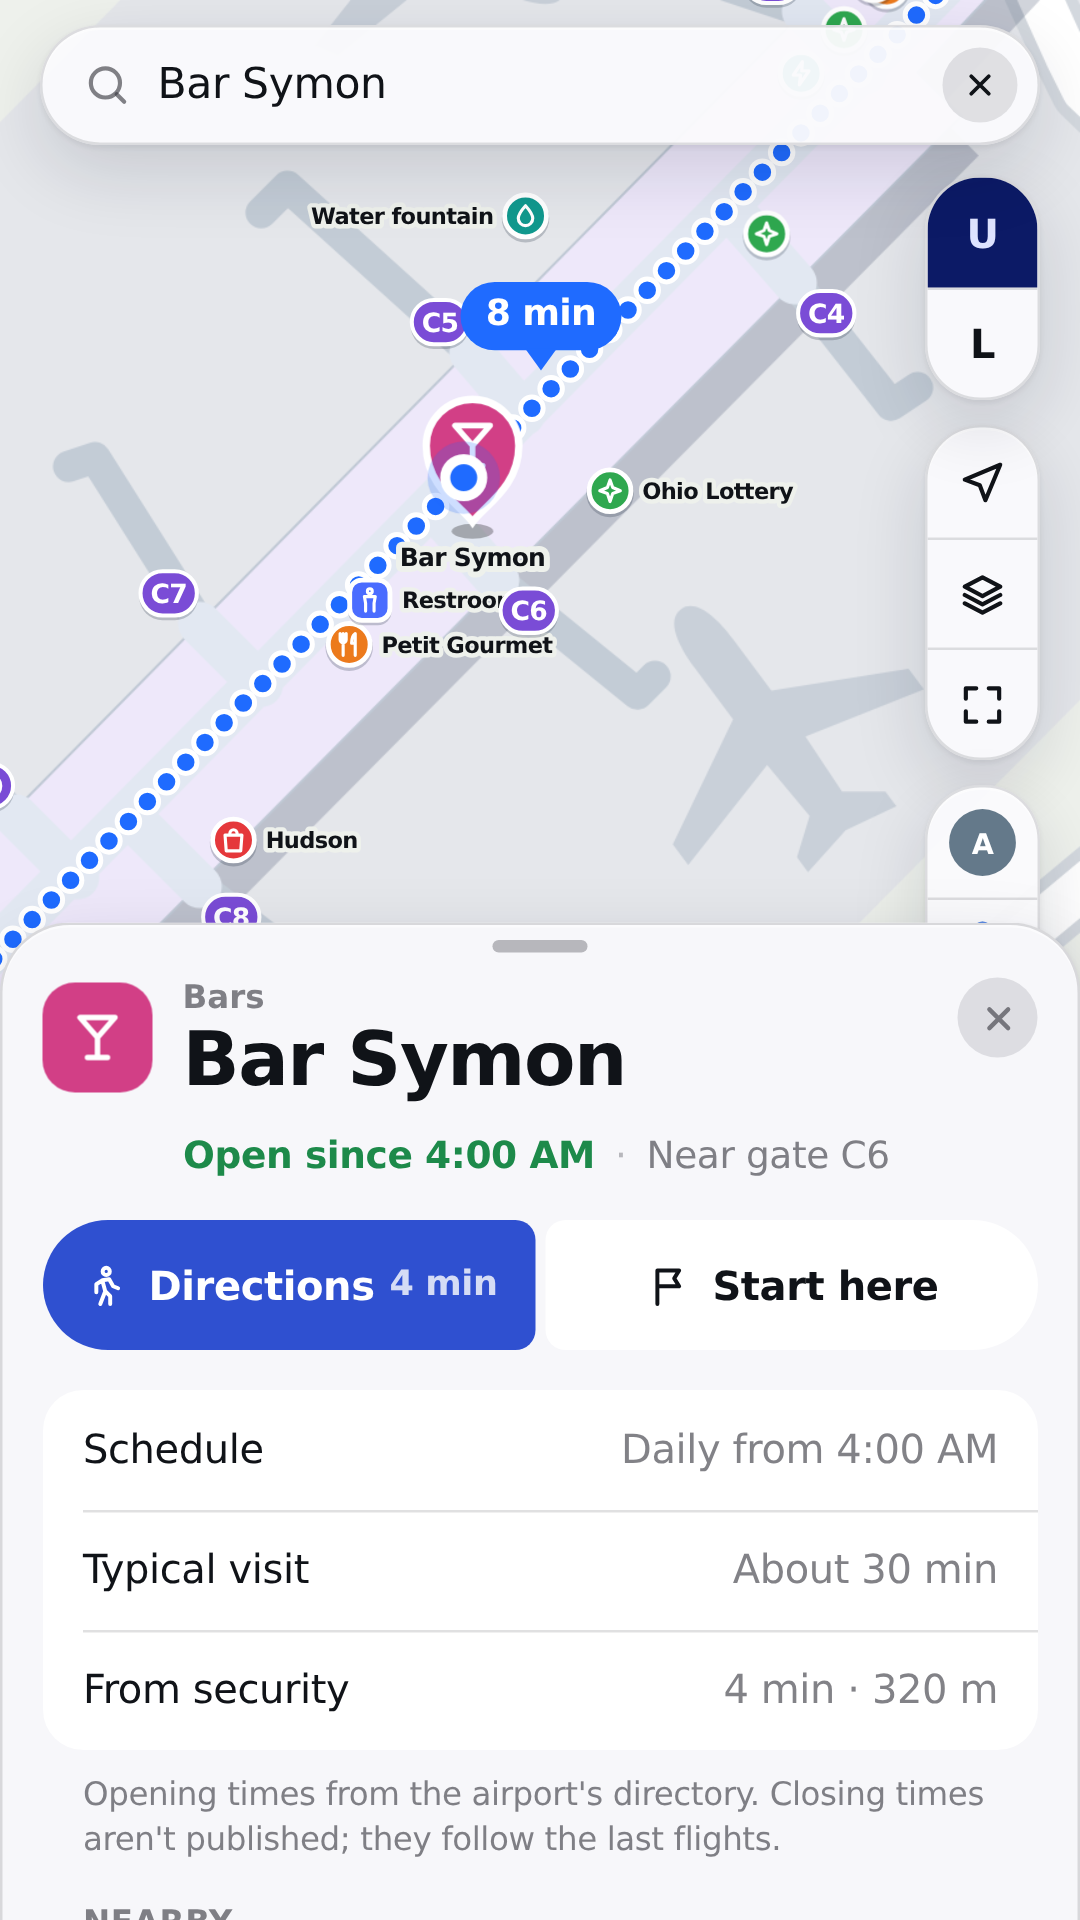 Bar Symon
U
L
Water fountain
C5
8 min
C4
Ohio Lottery
Bar Symon
C7
C6
Petit Gourmet
A
Hudson
C8
Bars
Bar Symon
Open since 4:00 AM · Near gate C6
Directions 4 min
Start here
Schedule Daily from 4:00 AM
Typical visit About 30 min
From security 4 min · 320 m
Opening times from the airport's directory. Closing times
aren't published; they follow the last flights.
NEARBY